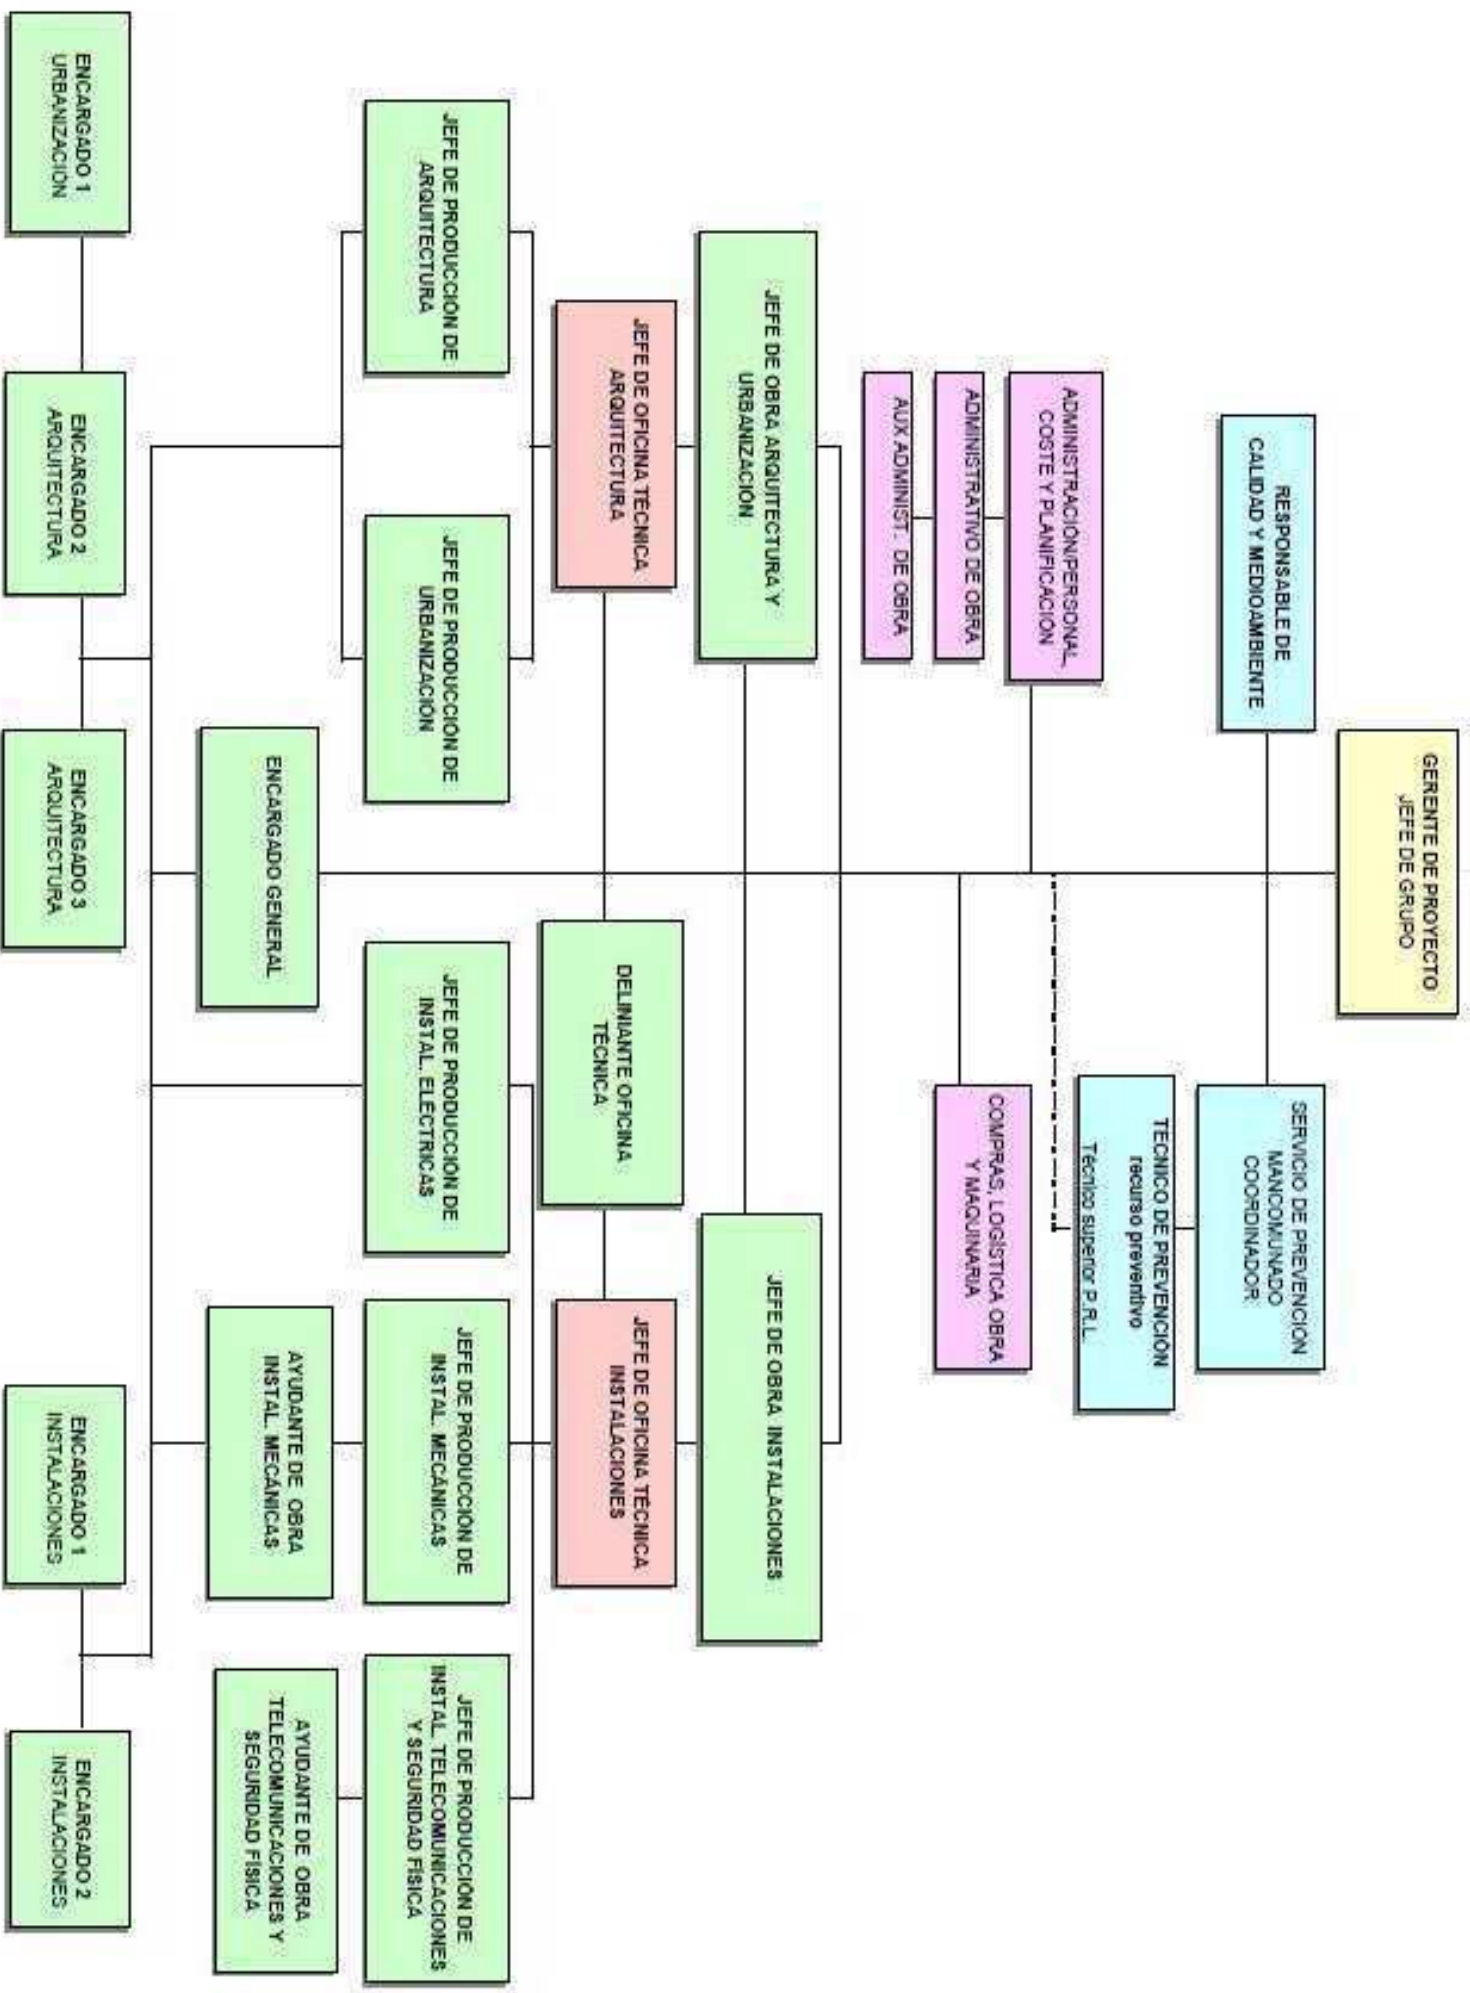 GERENTE DE PROYECTO
JEFE DE GRUPO
RESPONSABLE DE
CALIDAD Y MEDIOAMBIENTE
SERVICIO DE PREVENCIÓN
MANCOMUNADO
COORDINADOR
TÉCNICO DE PREVENCIÓN
recurso preventivo
Técnico superior P.R.L.
ADMINISTRACIÓN/PERSONAL,
COSTE Y PLANIFICACIÓN
ADMINISTRATIVO DE OBRA
AUX ADMINIST. DE OBRA
COMPRAS, LOGÍSTICA OBRA
Y MAQUINARIA
JEFE DE OBRA ARQUITECTURA Y
URBANIZACIÓN
JEFE DE OBRA INSTALACIONES
JEFE DE OFICINA TÉCNICA
ARQUITECTURA
DELINIANTE OFICINA
TÉCNICA
JEFE DE OFICINA TÉCNICA
INSTALACIONES
JEFE DE PRODUCCIÓN DE
ARQUITECTURA
JEFE DE PRODUCCIÓN DE
URBANIZACIÓN
JEFE DE PRODUCCIÓN DE
INSTAL. ELÉCTRICAS
JEFE DE PRODUCCIÓN DE
INSTAL. MECÁNICAS
JEFE DE PRODUCCIÓN DE
INSTAL. TELECOMUNICACIONES
Y SEGURIDAD FÍSICA
ENCARGADO GENERAL
AYUDANTE DE OBRA
INSTAL. MECÁNICAS
AYUDANTE DE OBRA
TELECOMUNICACIONES Y
SEGURIDAD FÍSICA
ENCARGADO 1
URBANIZACIÓN
ENCARGADO 2
ARQUITECTURA
ENCARGADO 3
ARQUITECTURA
ENCARGADO 1
INSTALACIONES
ENCARGADO 2
INSTALACIONES